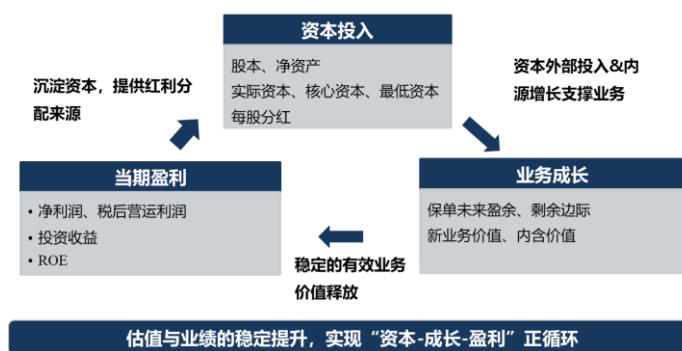 资本投入
股本、净资产
实际资本、核心资本、最低资本
每股分红
沉淀资本，提供红利分
配来源
资本外部投入&内
源增长支撑业务
当期盈利
• 净利润、税后营运利润
• 投资收益
• ROE
业务成长
保单未来盈余、剩余边际
新业务价值、内含价值
稳定的有效业务
价值释放
估值与业绩的稳定提升，实现“资本-成长-盈利”正循环